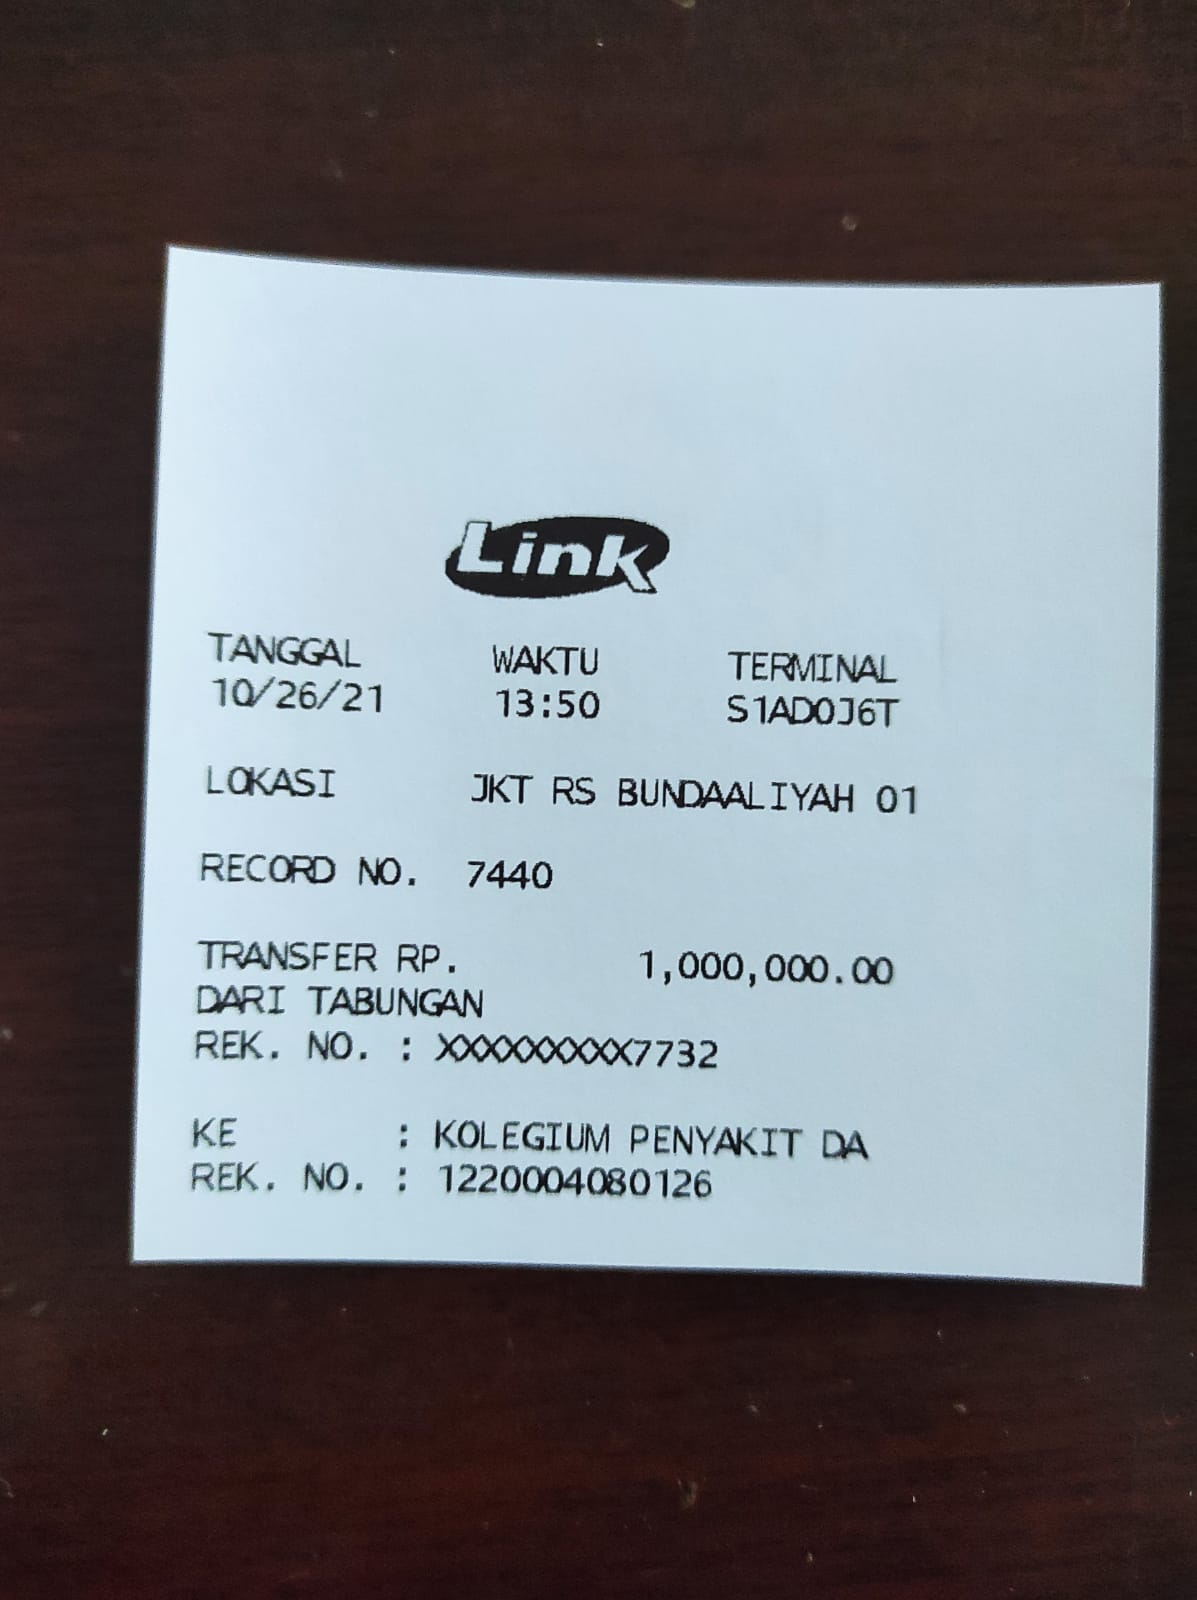 Link
TANGGAL WAKTU TERMINAL
10/26/21 13:50 S1AD0J6T
LOKASI JKT RS BUNDAALIYAH 01
RECORD NO. 7440
TRANSFER RP. 1,000,000.00
DARI TABUNGAN
REK. NO. : XXXXXXXXX7732
KE : KOLEGIUM PENYAKIT DA
REK. NO. : 1220004080126